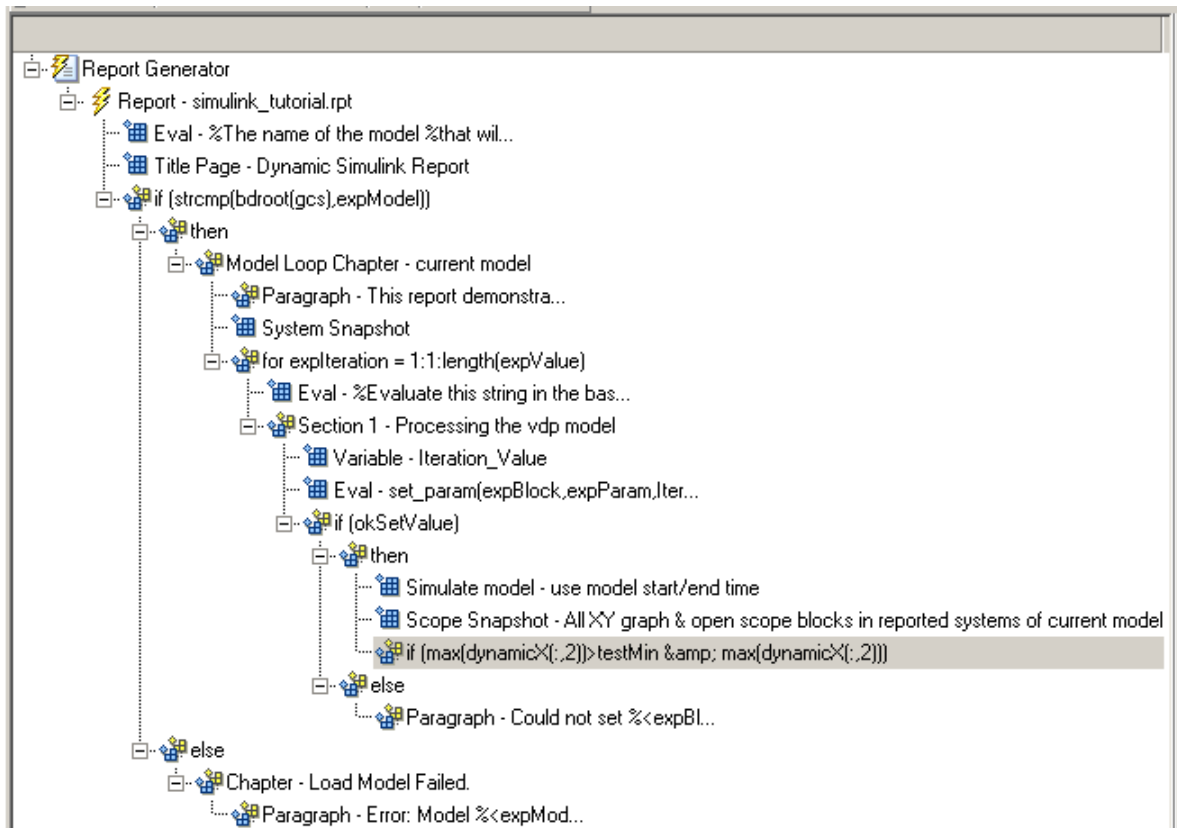 Report Generator
Report - simulink_tutorial.rpt
Eval - %The name of the model %that wil...
Title Page - Dynamic Simulink Report
if (strcmp(bdroot(gcs),expModel))
then
Model Loop Chapter - current model
Paragraph - This report demonstra...
System Snapshot
for expIteration = 1:1:length(expValue)
Eval - %Evaluate this string in the bas...
Section 1 - Processing the vdp model
Variable - Iteration_Value
Eval - set_param(expBlock,expParam,Iter...
if (okSetValue)
then
Simulate model - use model start/end time
Scope Snapshot - All XY graph & open scope blocks in reported systems of current model
if (max(dynamicX(:,2))>testMin &amp; max(dynamicX(:,2)))
else
Paragraph - Could not set %<expBl...
else
Chapter - Load Model Failed.
Paragraph - Error: Model %<expMod...